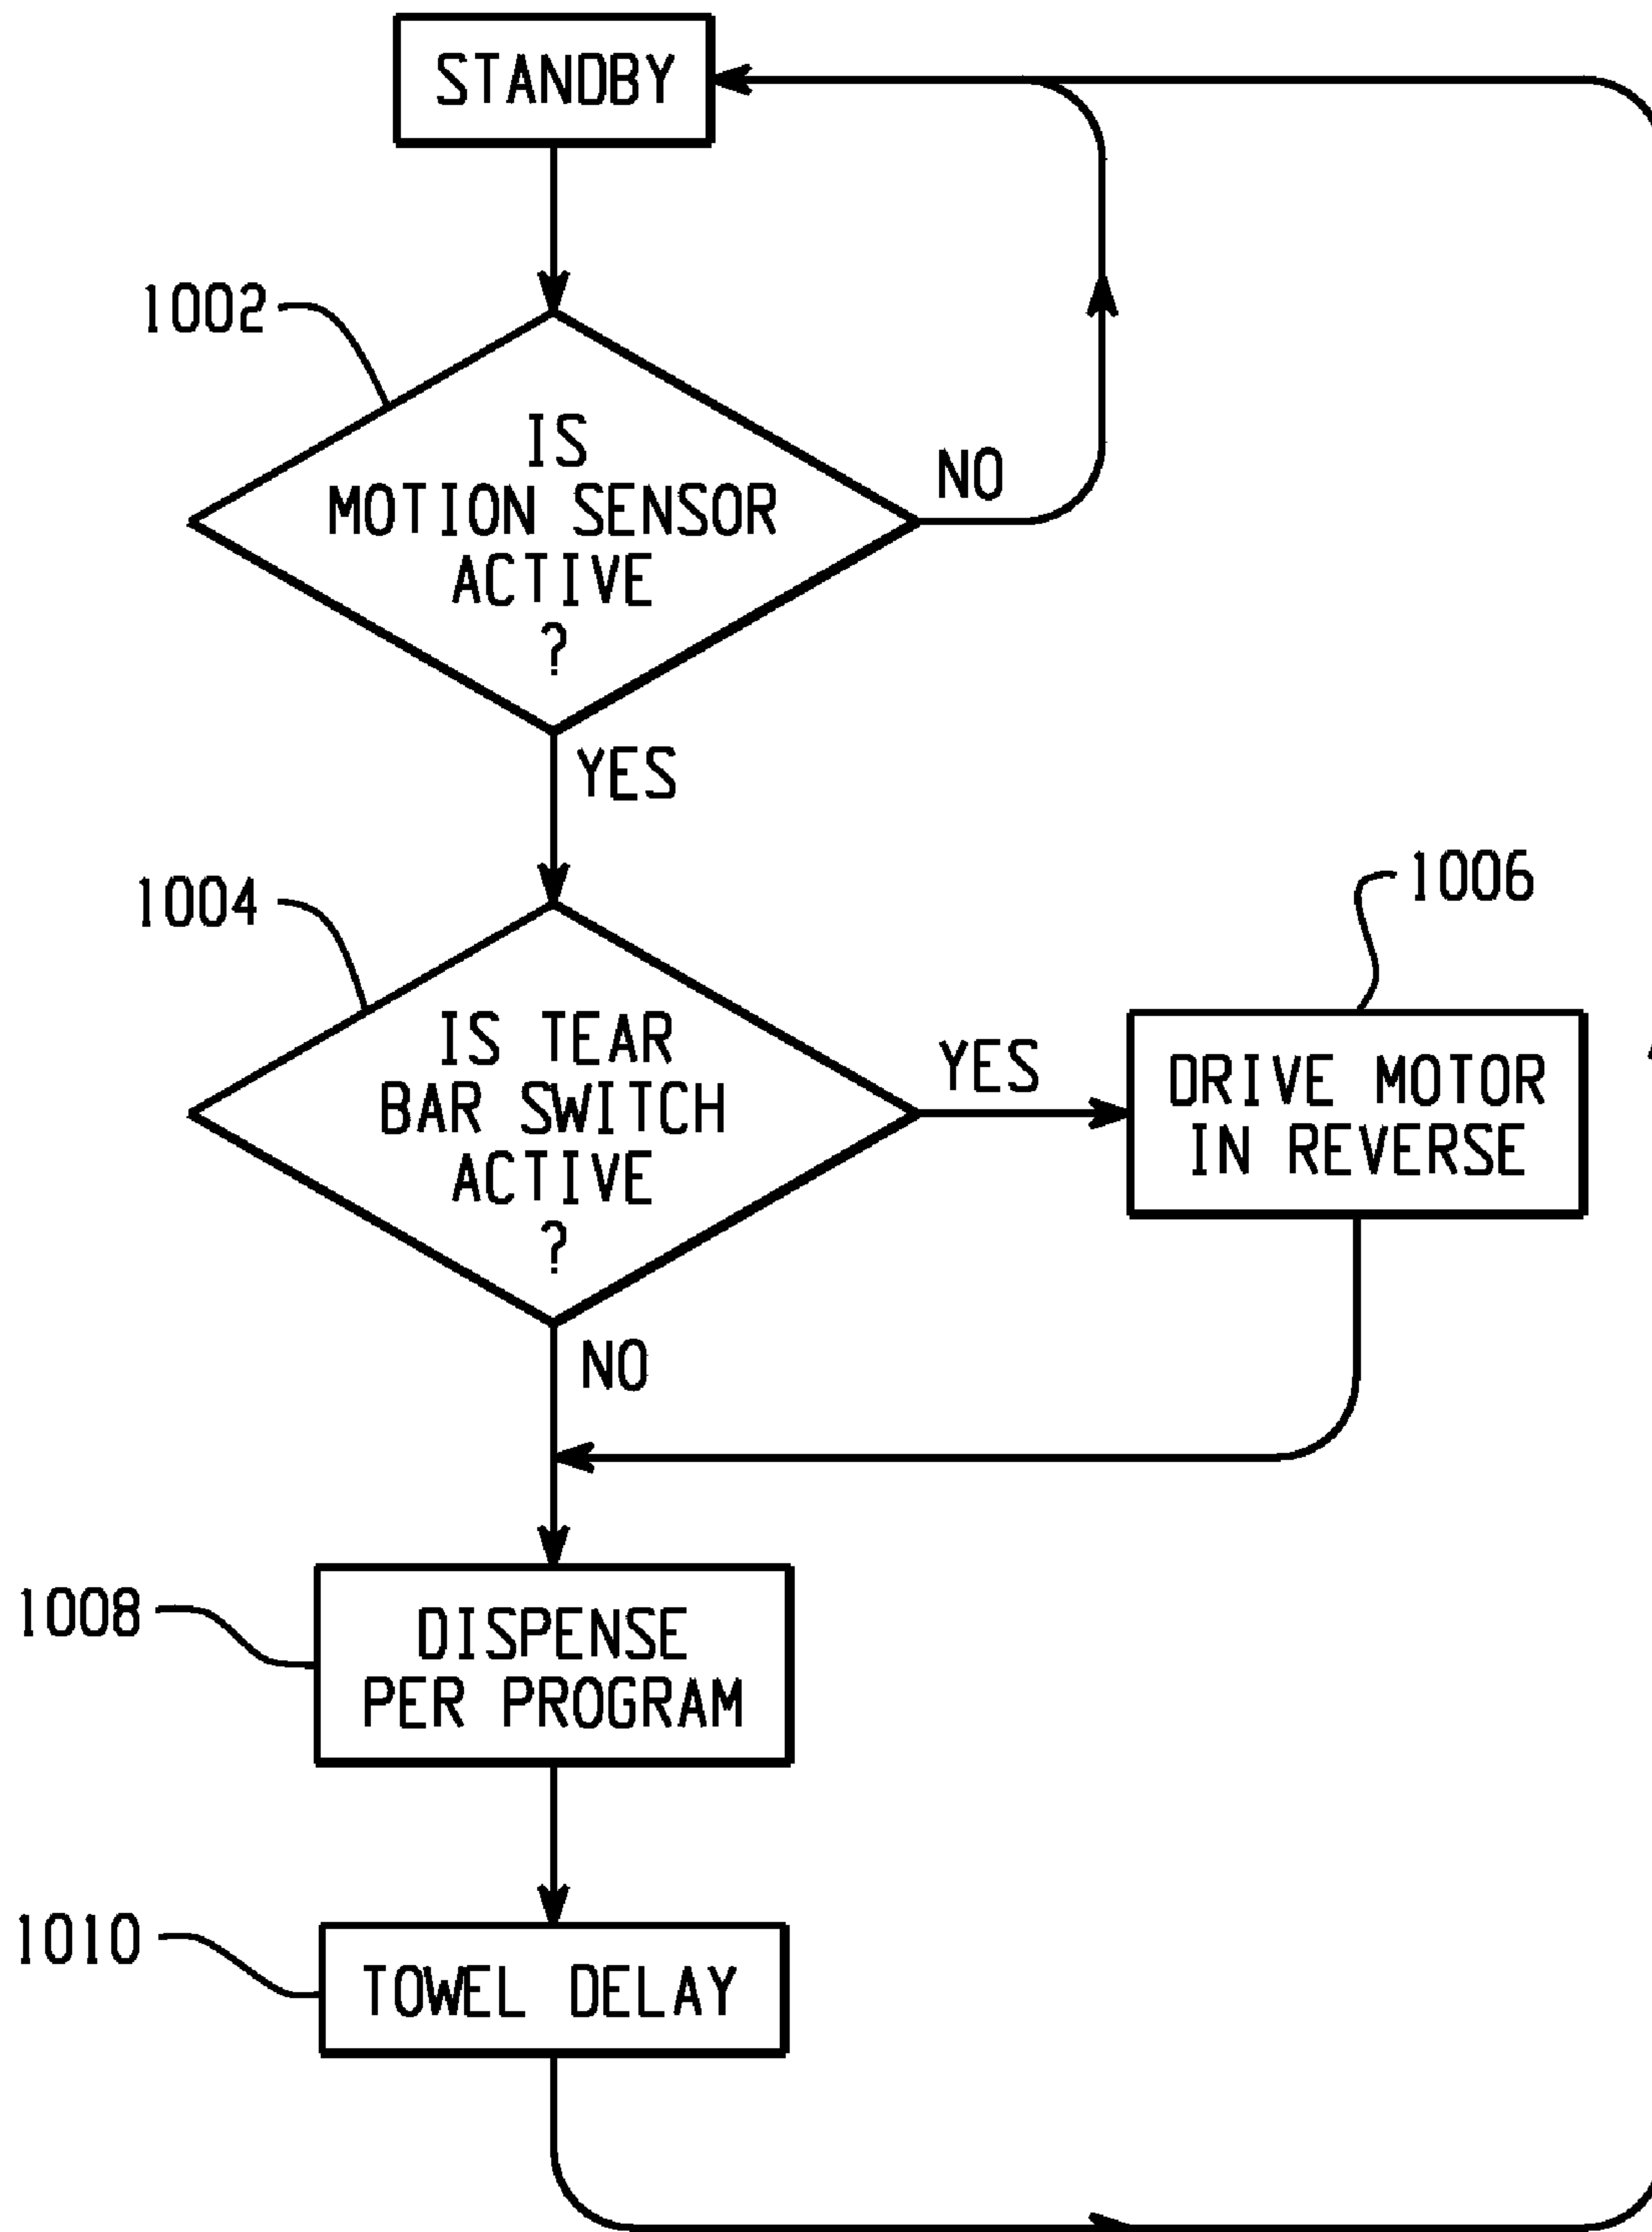 STANDBY
1002
IS
MOTION SENSOR
ACTIVE
?
NO
YES
1004
IS TEAR
BAR SWITCH
ACTIVE
?
YES
1006
DRIVE MOTOR
IN REVERSE
NO
1008
DISPENSE
PER PROGRAM
1010
TOWEL DELAY